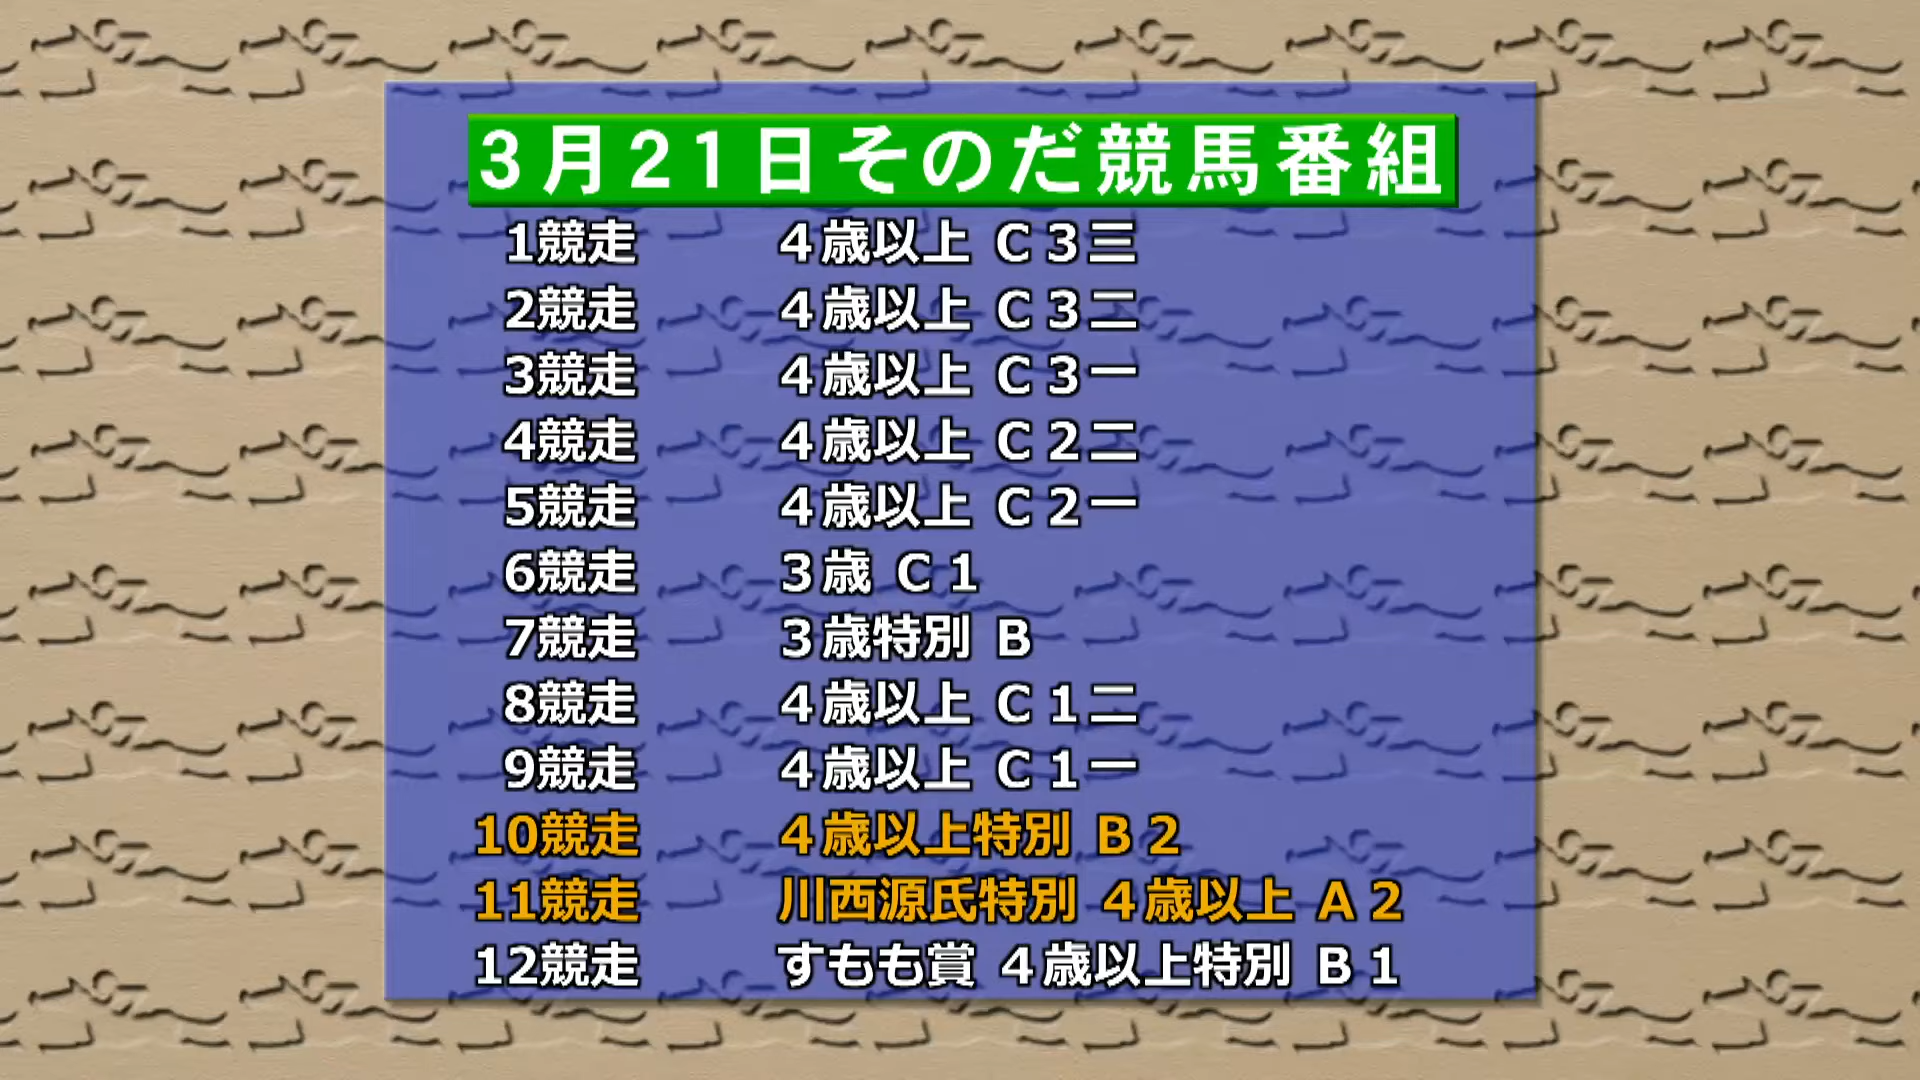 ３月２１日そのだ競馬番組
1競走 ４歳以上 Ｃ３三
2競走 ４歳以上 Ｃ３二
3競走 ４歳以上 Ｃ３一
4競走 ４歳以上 Ｃ２二
5競走 ４歳以上 Ｃ２一
6競走 ３歳 Ｃ１
7競走 ３歳特別 Ｂ
8競走 ４歳以上 Ｃ１二
9競走 ４歳以上 Ｃ１一
10競走 ４歳以上特別 Ｂ２
11競走 川西源氏特別 ４歳以上 Ａ２
12競走 すもも賞 ４歳以上特別 Ｂ１